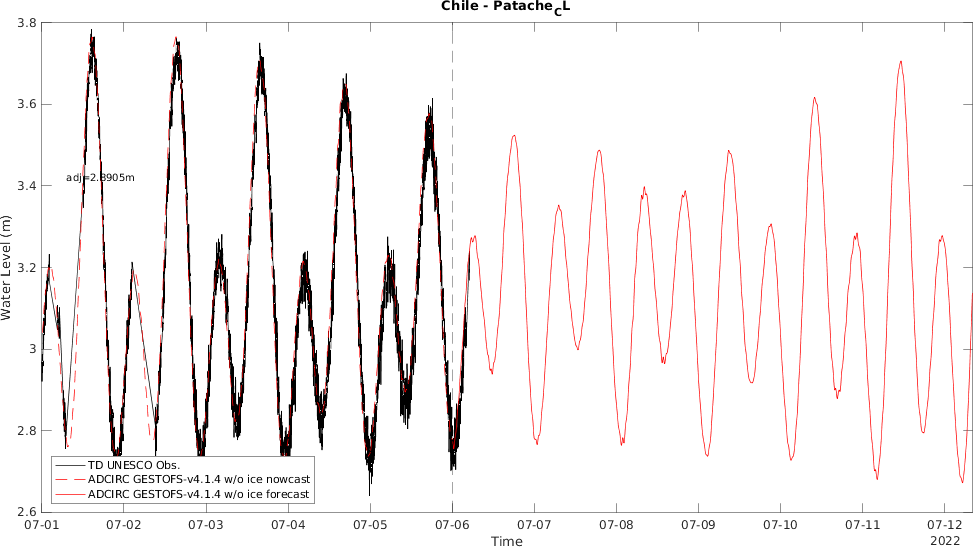 Chile - Patache_CL
3.8
3.6
3.4
3.2
3
2.8
2.6
Water Level (m)
adj=2.8905m
TD UNESCO Obs.
ADCIRC GESTOFS-v4.1.4 w/o ice nowcast
ADCIRC GESTOFS-v4.1.4 w/o ice forecast
07-01 07-02 07-03 07-04 07-05 07-06 07-07 07-08 07-09 07-10 07-11 07-12
Time
2022